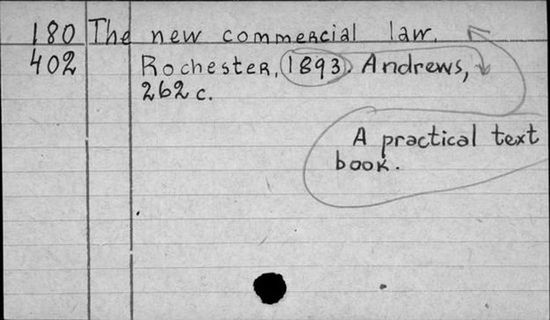 180 The new commercial law.
402 Rochester, 1893. Andrews,
262 c.
A practical text
book.